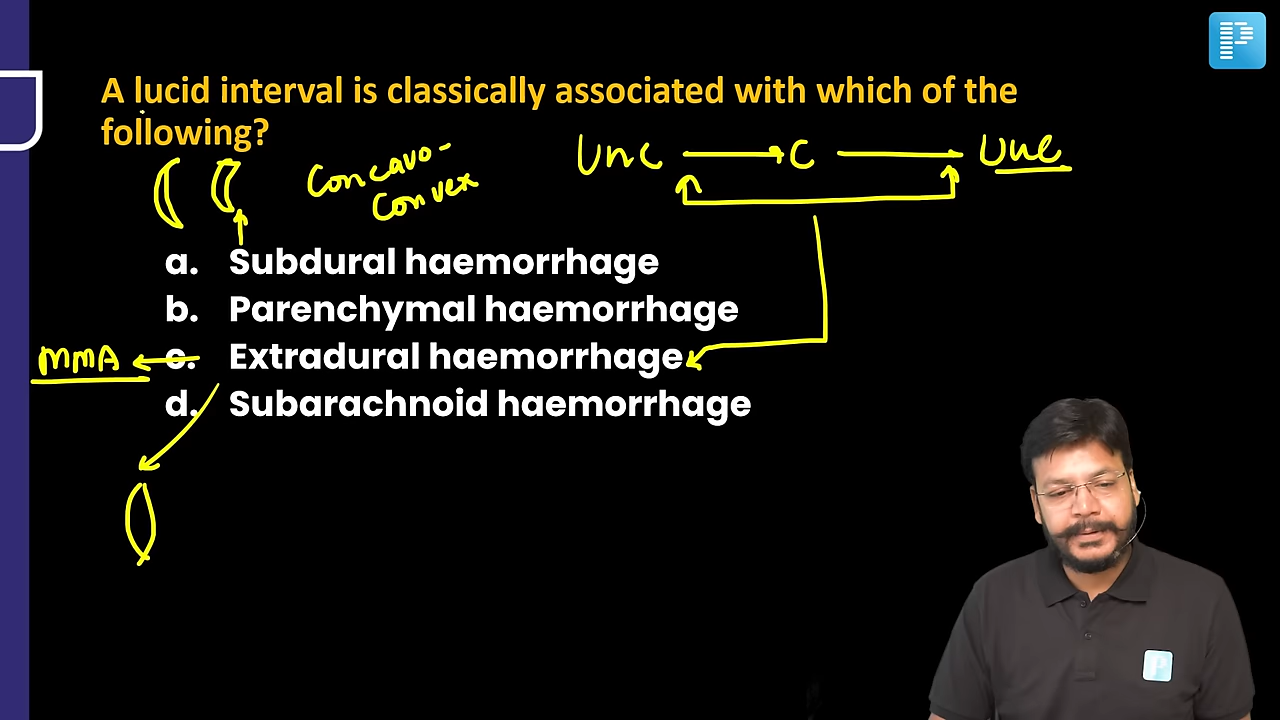 A lucid interval is classically associated with which of the
following?
Unc → C → Unc
Concavo-
Convex
a. Subdural haemorrhage
b. Parenchymal haemorrhage
MMA ← c. Extradural haemorrhage
d. Subarachnoid haemorrhage
P
P